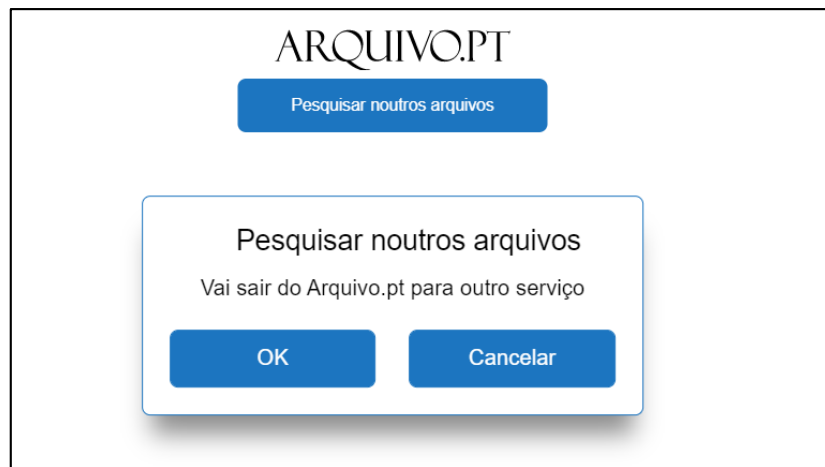 ARQUIVO.PT
Pesquisar noutros arquivos
Pesquisar noutros arquivos
Vai sair do Arquivo.pt para outro serviço
OK
Cancelar